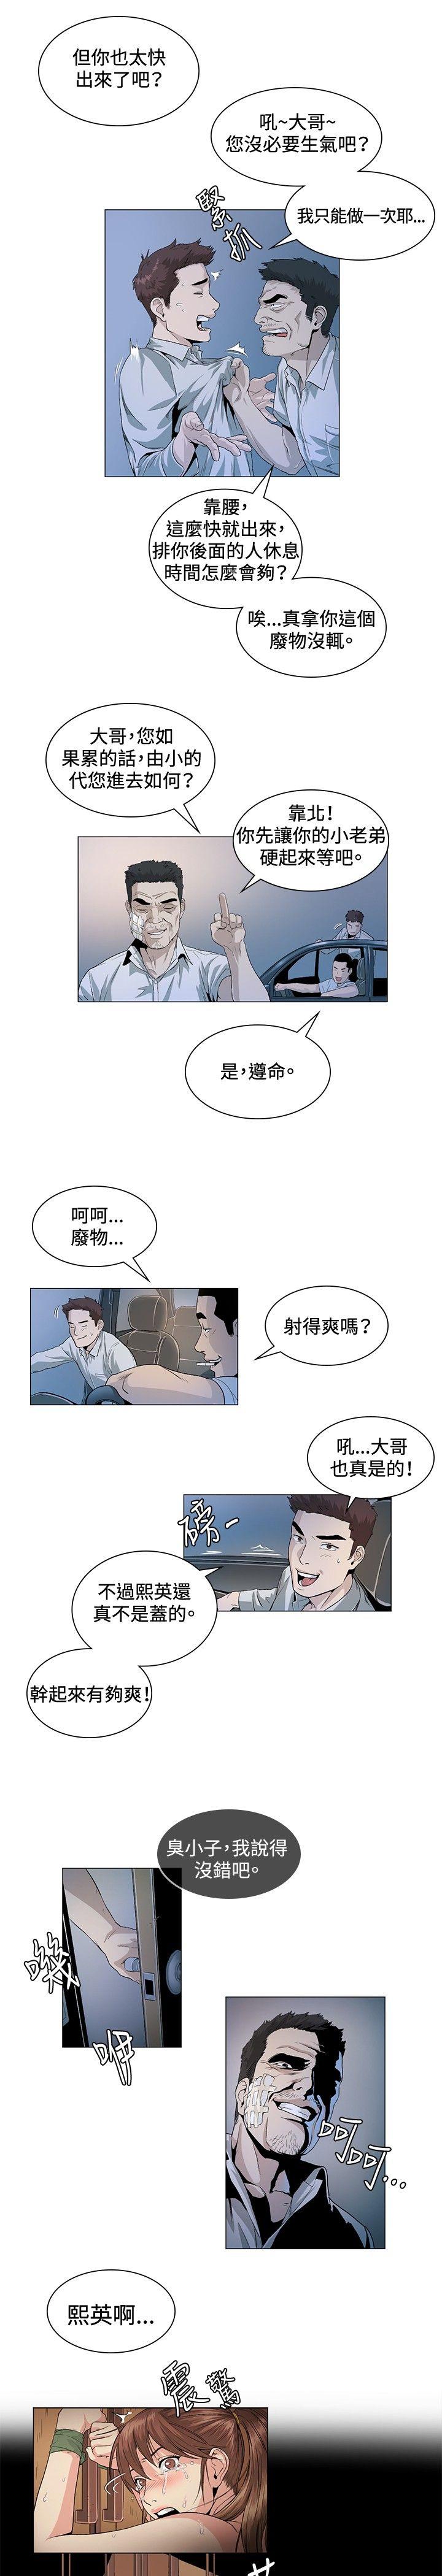 但你也太快
出來了吧？
吼~大哥~
您沒必要生氣吧？
我只能做一次耶...
緊
抓
靠腰，
這麼快就出來，
排你後面的人休息
時間怎麼會夠？
唉...真拿你這個
廢物沒輒。
大哥，您如
果累的話，由小的
代您進去如何？
靠北！
你先讓你的小老弟
硬起來等吧。
是，遵命。
呵呵...
廢物...
射得爽嗎？
吼...大哥
也真是的！
磅-
不過熙英還
真不是蓋的。
幹起來有夠爽！
臭小子，我說得
沒錯吧。
嘰
咿
呵呵...
熙英啊...
震驚